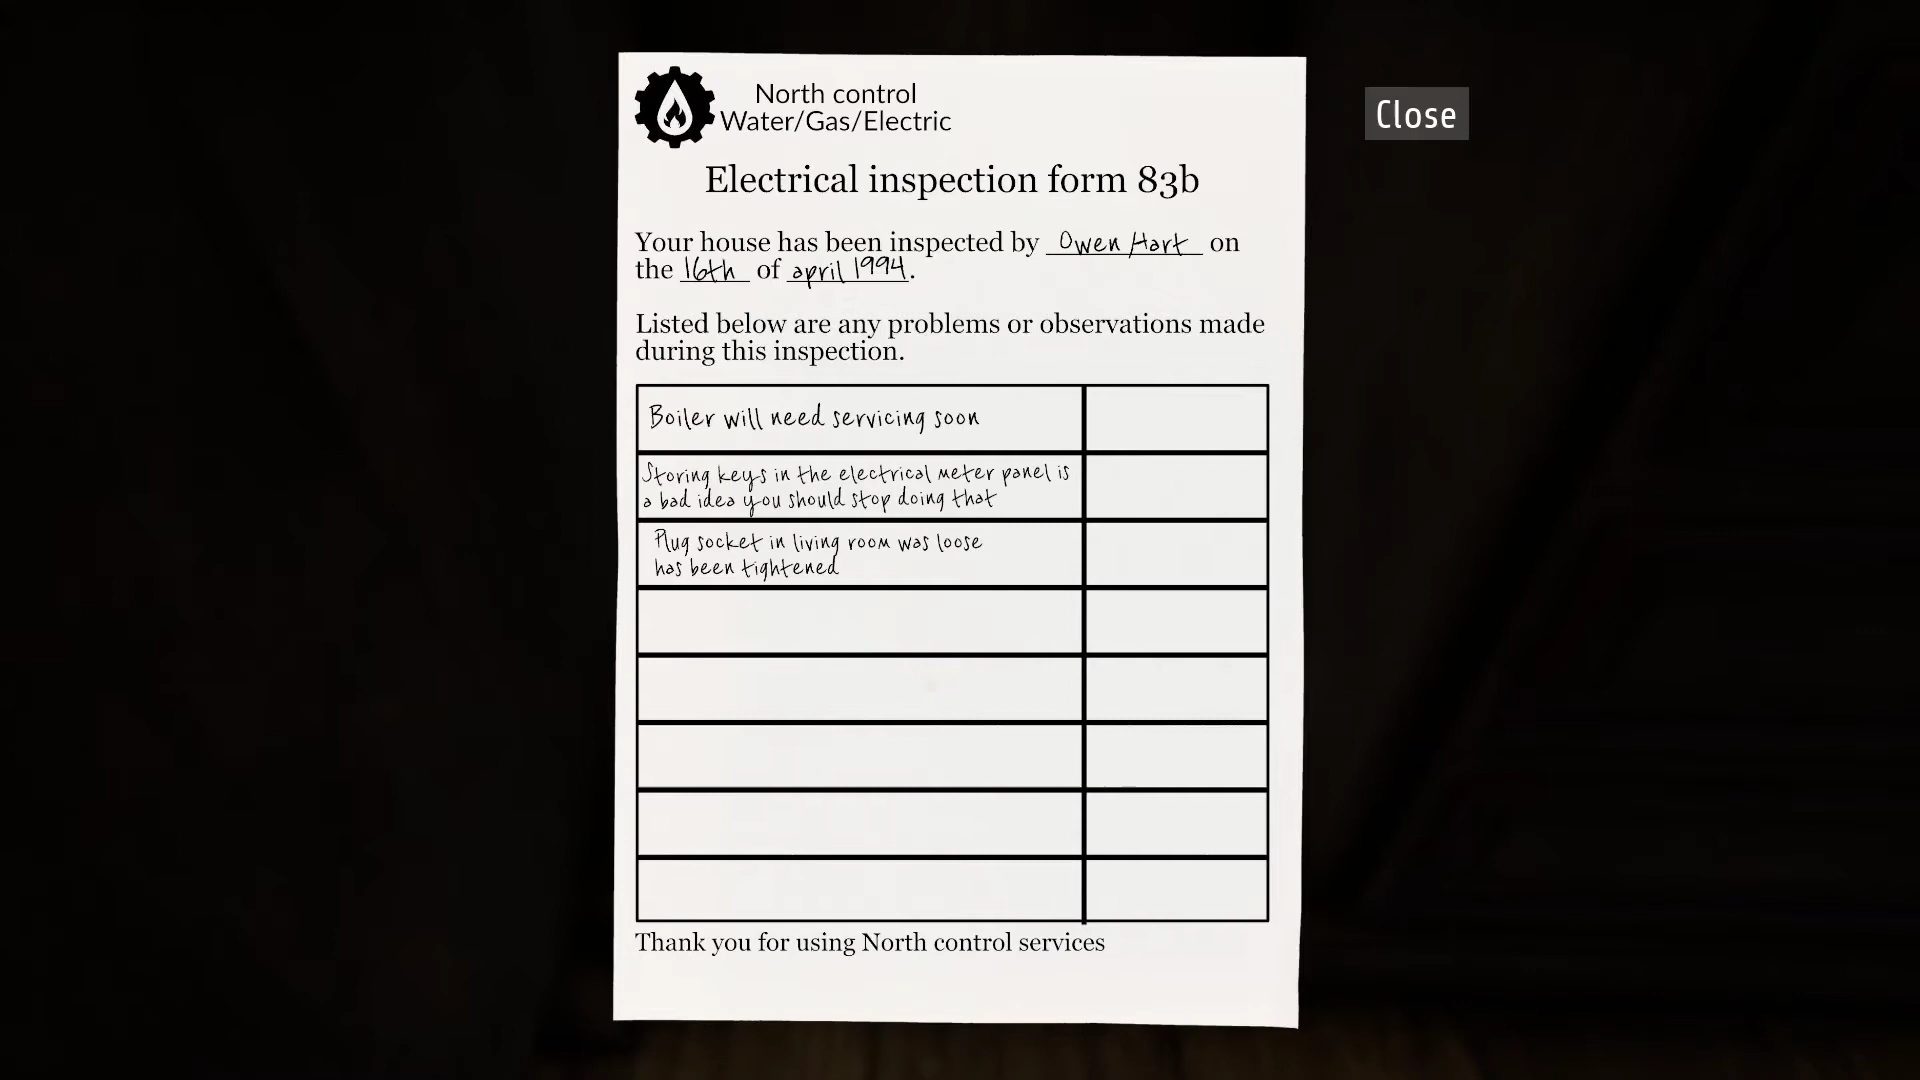 North control
Water/Gas/Electric
Close
Electrical inspection form 83b
Your house has been inspected by Owen Hart on
the 16th of april 1994.
Listed below are any problems or observations made
during this inspection.
Boiler will need servicing soon
Storing keys in the electrical meter panel is
a bad idea you should stop doing that
Plug socket in living room was loose
has been tightened
Thank you for using North control services